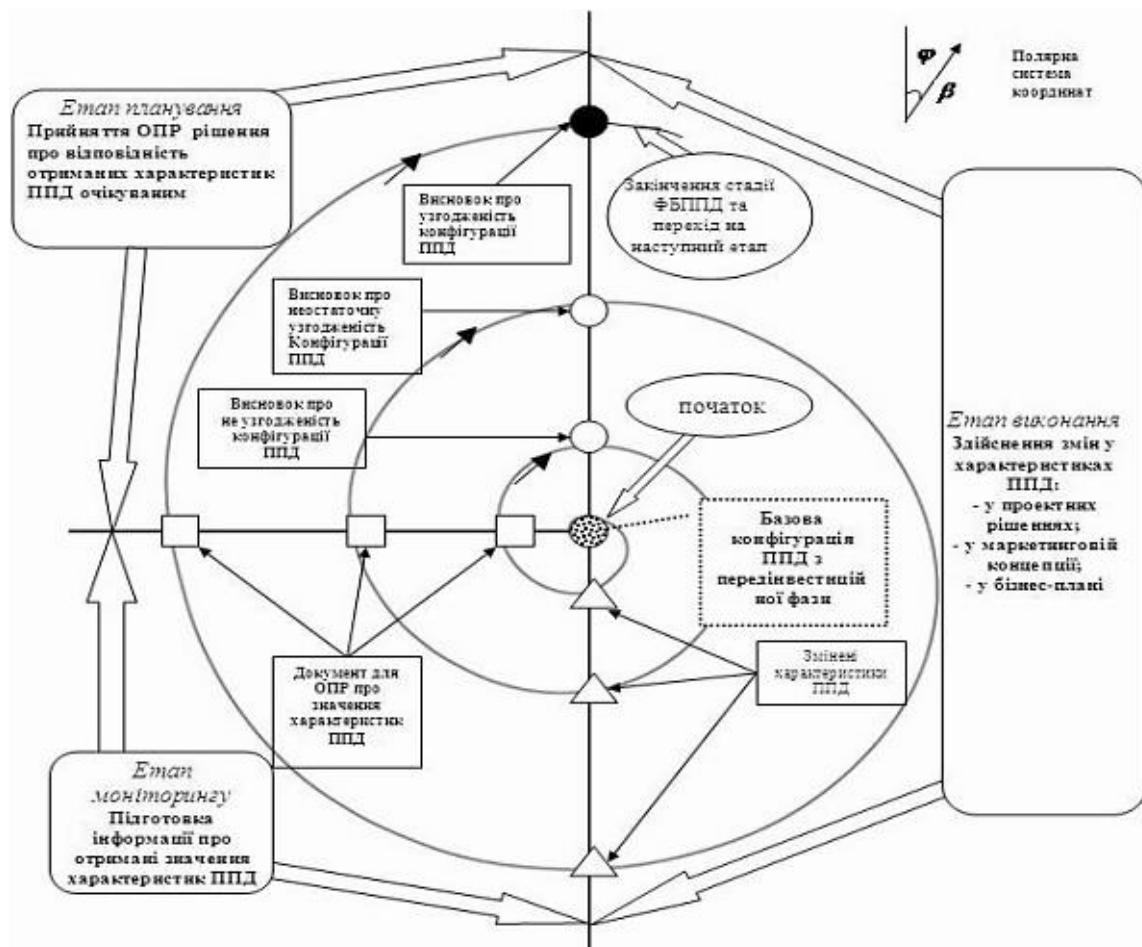 Етап планування
Прийняття ОПР рішення
про відповідність
отриманих характеристик
ППД очікуваним
φ
β
Полярна
система
координат
Висновок про
узгодженість
конфігурації
ППД
Закінчення стадії
ФБППД та
перехід на
наступний етап
Висновок про
неостаточну
узгодженість
Конфігурації
ППД
Висновок про
не узгодженість
конфігурації
ППД
початок
Базова
конфігурація
ППД з
передінвестицій
ної фази
Етап виконання
Здійснення змін у
характеристиках
ППД:
- у проектних
рішеннях;
- у маркетинговій
концепції;
- у бізнес-плані
Документ для
ОПР про
значення
характеристик
ППД
Змінені
характеристики
ППД
Етап
моніторингу
Підготовка
інформації про
отримані значення
характеристик ППД